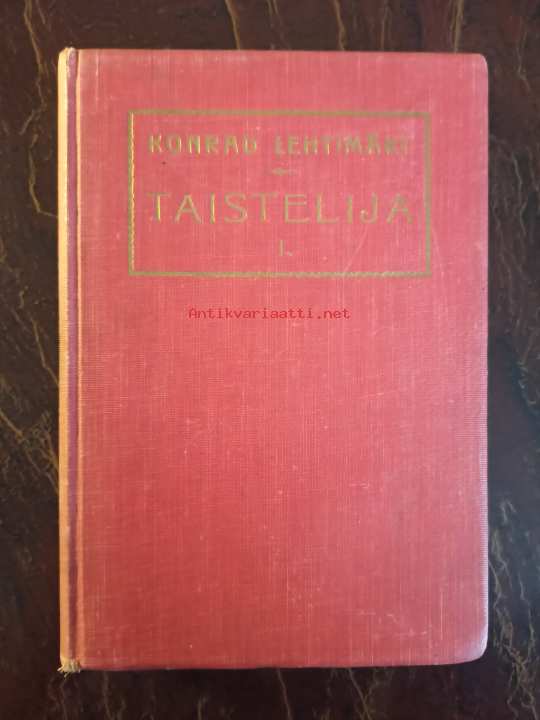 KONRAD LEHTIMÄKI
TAISTELIJA
I.
Antikvariaatti.net